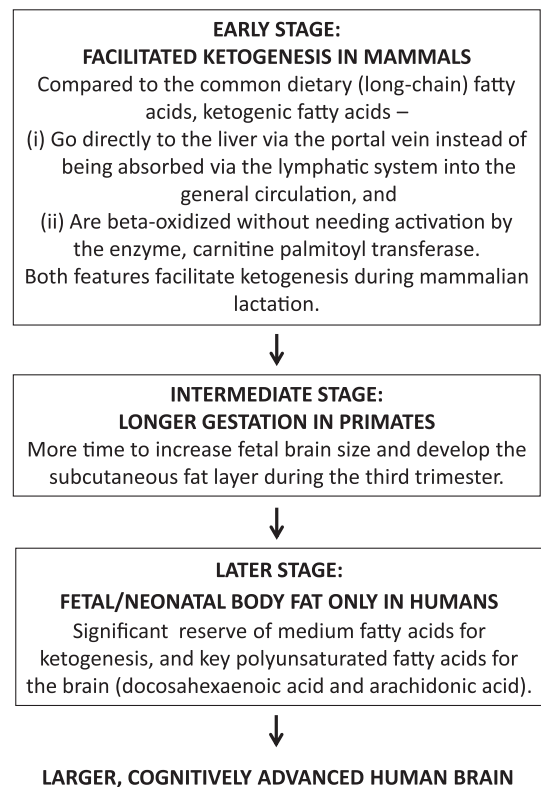 EARLY STAGE:
FACILITATED KETOGENESIS IN MAMMALS
Compared to the common dietary (long-chain) fatty
acids, ketogenic fatty acids –
(i) Go directly to the liver via the portal vein instead of
being absorbed via the lymphatic system into the
general circulation, and
(ii) Are beta-oxidized without needing activation by
the enzyme, carnitine palmitoyl transferase.
Both features facilitate ketogenesis during mammalian
lactation.
INTERMEDIATE STAGE:
LONGER GESTATION IN PRIMATES
More time to increase fetal brain size and develop the
subcutaneous fat layer during the third trimester.
LATER STAGE:
FETAL/NEONATAL BODY FAT ONLY IN HUMANS
Significant reserve of medium fatty acids for
ketogenesis, and key polyunsaturated fatty acids for
the brain (docosahexaenoic acid and arachidonic acid).
LARGER, COGNITIVELY ADVANCED HUMAN BRAIN